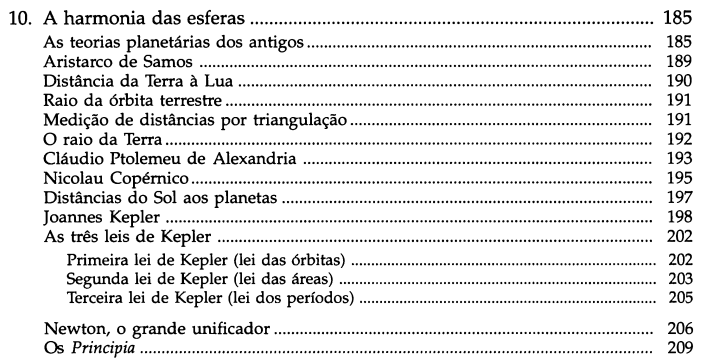 10. A harmonia das esferas ........ 185
As teorias planetárias dos antigos ........ 185
Aristarco de Samos ........ 189
Distância da Terra à Lua ........ 190
Raio da órbita terrestre ........ 191
Medição de distâncias por triangulação ........ 191
O raio da Terra ........ 192
Cláudio Ptolemeu de Alexandria ........ 193
Nicolau Copérnico ........ 195
Distâncias do Sol aos planetas ........ 197
Joannes Kepler ........ 198
As três leis de Kepler ........ 202
Primeira lei de Kepler (lei das órbitas) ........ 202
Segunda lei de Kepler (lei das áreas) ........ 203
Terceira lei de Kepler (lei dos períodos) ........ 205
Newton, o grande unificador ........ 206
Os Principia ........ 209